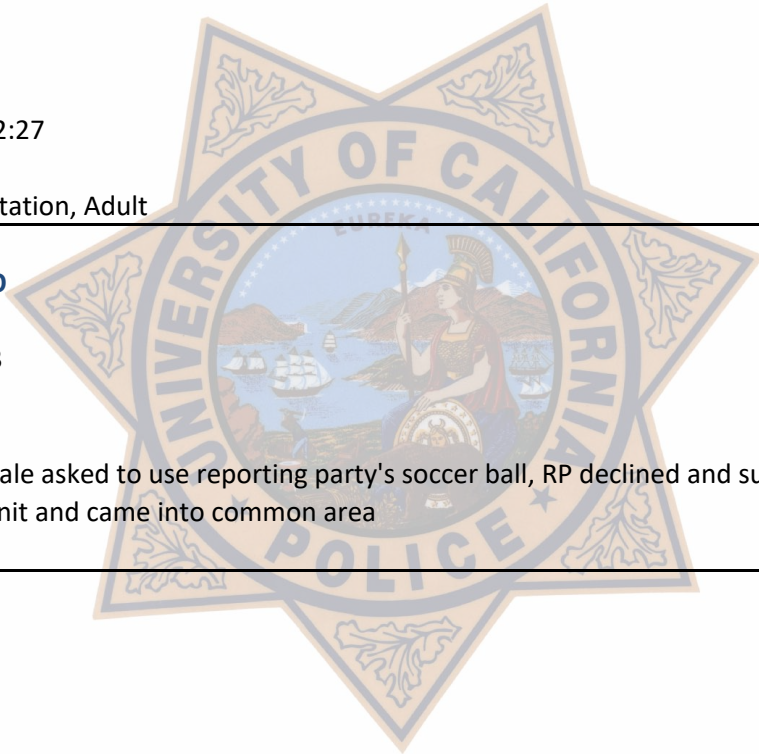 2:27
tation, Adult
ale asked to use reporting party's soccer ball, RP declined and su
nit and came into common area
UNIVERSITY OF CALIFORNIA
EUREKA
POLICE